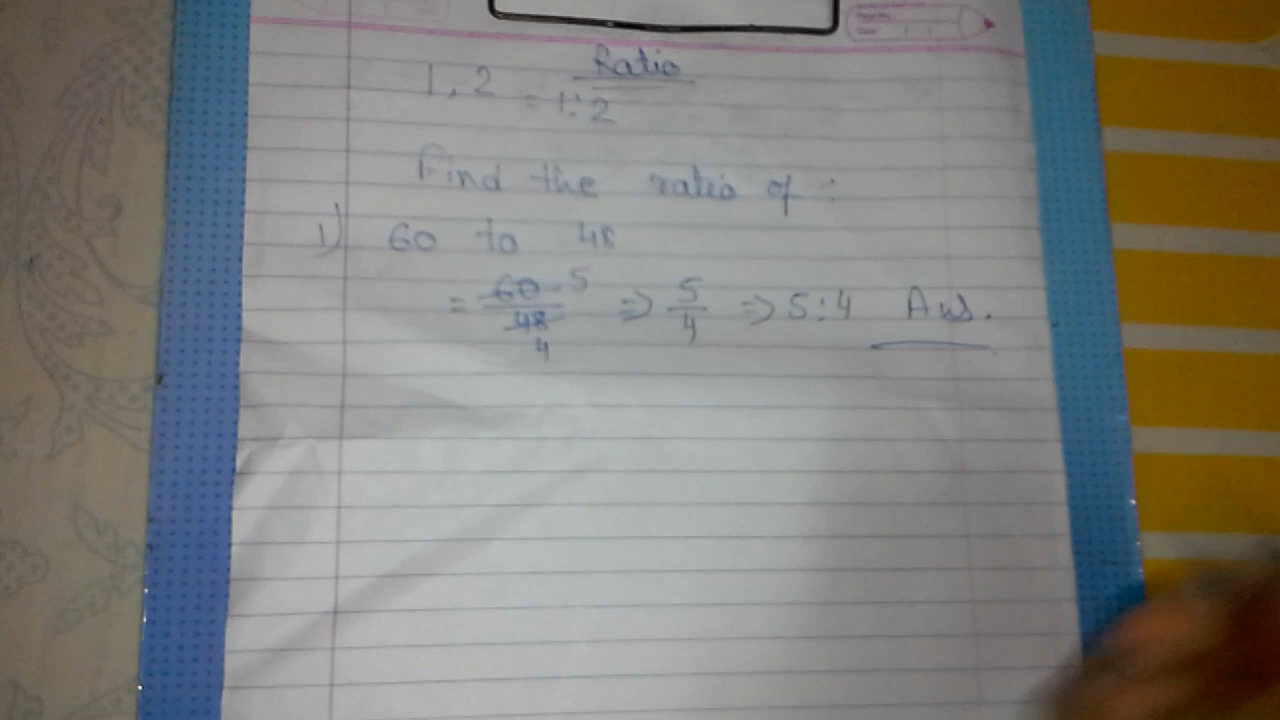 Ratio
1, 2 = 1:2
Find the ratio of :
1) 60 to 48
= 60 5 / 48 4 => 5/4 => 5:4 Ans.